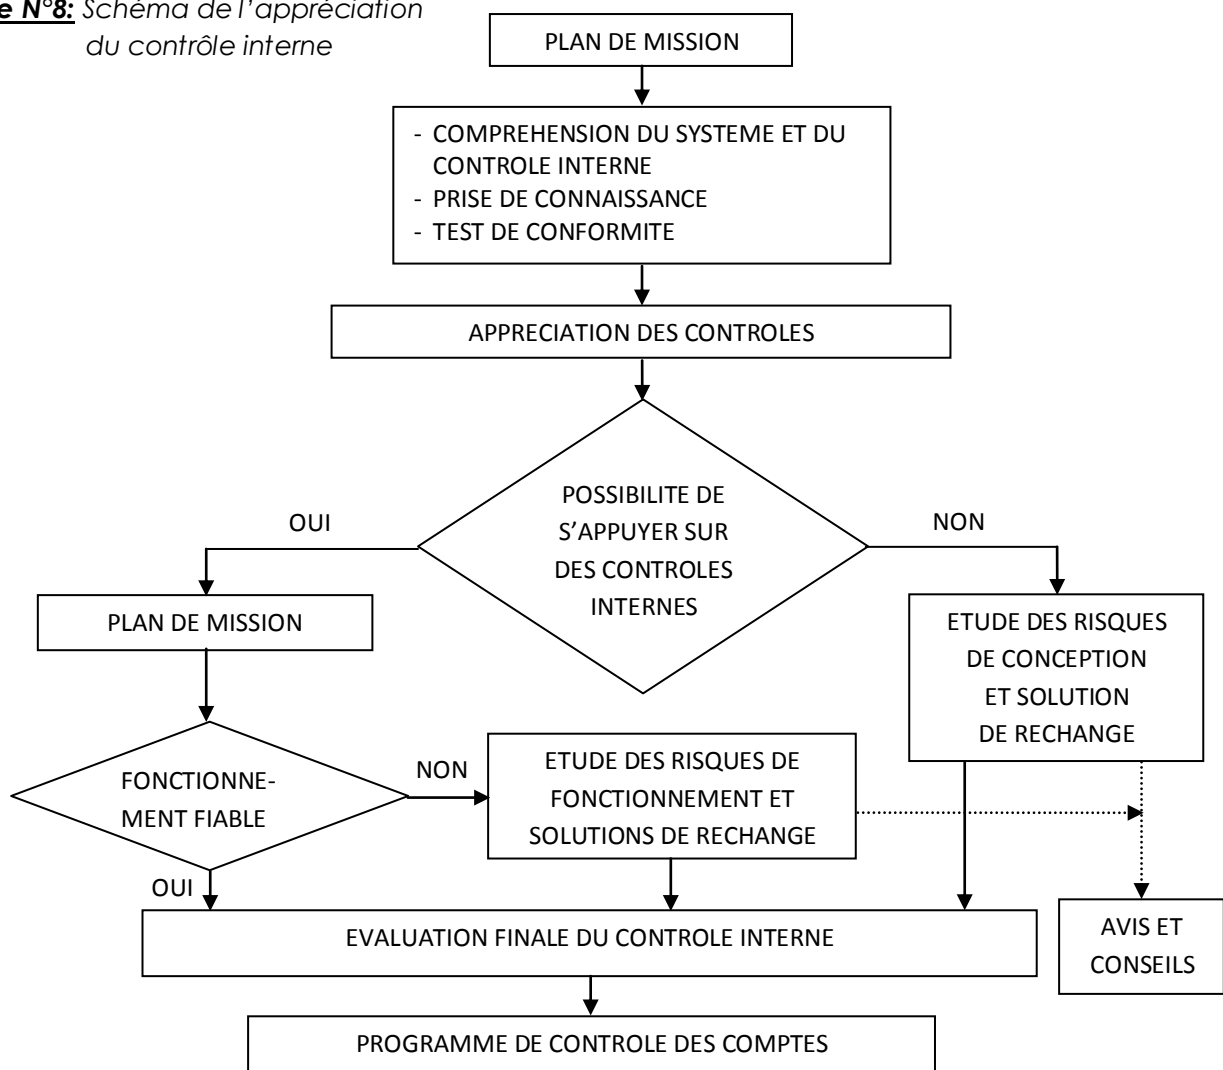 e N°8: Schéma de l'appréciation
du contrôle interne
PLAN DE MISSION
- COMPREHENSION DU SYSTEME ET DU
CONTROLE INTERNE
- PRISE DE CONNAISSANCE
- TEST DE CONFORMITE
APPRECIATION DES CONTROLES
POSSIBILITE DE
S’APPUYER SUR
DES CONTROLES
INTERNES
OUI
NON
PLAN DE MISSION
ETUDE DES RISQUES
DE CONCEPTION
ET SOLUTION
DE RECHANGE
FONCTIONNE-
MENT FIABLE
NON
ETUDE DES RISQUES DE
FONCTIONNEMENT ET
SOLUTIONS DE RECHANGE
OUI
EVALUATION FINALE DU CONTROLE INTERNE
AVIS ET
CONSEILS
PROGRAMME DE CONTROLE DES COMPTES